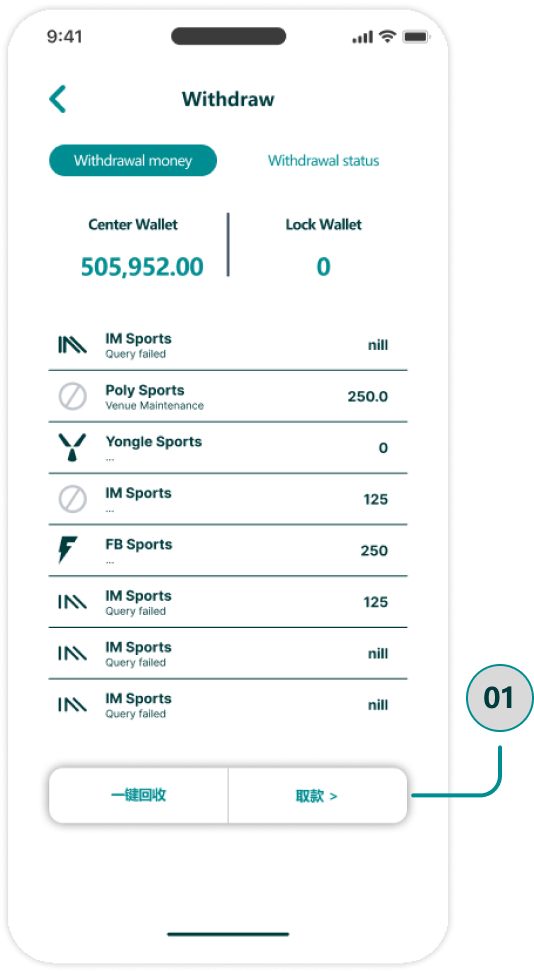 9:41
Withdraw
Withdrawal money
Withdrawal status
Center Wallet
Lock Wallet
505,952.00
0
IM Sports
Query failed
nill
Poly Sports
Venue Maintenance
250.0
Yongle Sports
...
0
IM Sports
...
125
FB Sports
...
250
IM Sports
Query failed
125
IM Sports
Query failed
nill
IM Sports
Query failed
nill
01
一键回收
取款 >